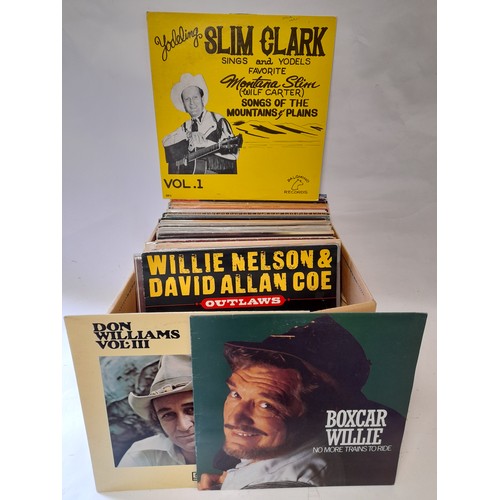 Yodeling
SLIM CLARK
SINGS and YODELS
FAVORITE
Montana Slim
(WILF CARTER)
SONGS OF THE
MOUNTAINS & PLAINS
VOL.1
RECORDS
WILLIE NELSON &
DAVID ALLAN COE
OUTLAWS
DON
WILLIAMS
VOL. III
BOXCAR
WILLIE
NO MORE TRAINS TO RIDE